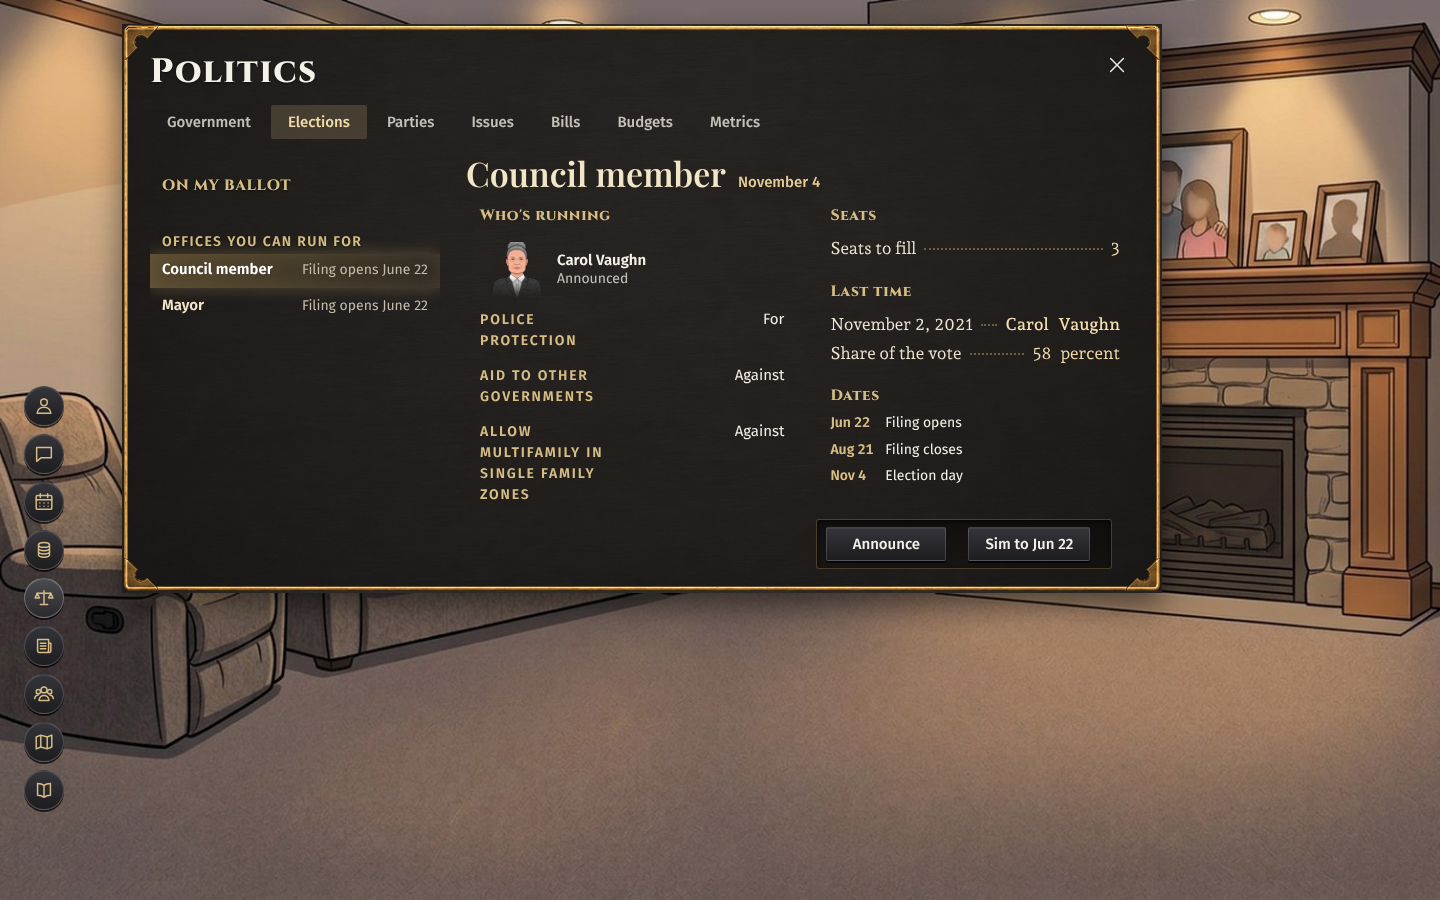 Politics
Government Elections Parties Issues Bills Budgets Metrics
On my ballot
OFFICES YOU CAN RUN FOR
Council member Filing opens June 22
Mayor Filing opens June 22
Council member November 4
Who's running
Carol Vaughn
Announced
POLICE PROTECTION For
AID TO OTHER GOVERNMENTS Against
ALLOW MULTIFAMILY IN SINGLE FAMILY ZONES Against
Seats
Seats to fill 3
Last time
November 2, 2021 Carol Vaughn
Share of the vote 58 percent
Dates
Jun 22 Filing opens
Aug 21 Filing closes
Nov 4 Election day
Announce Sim to Jun 22